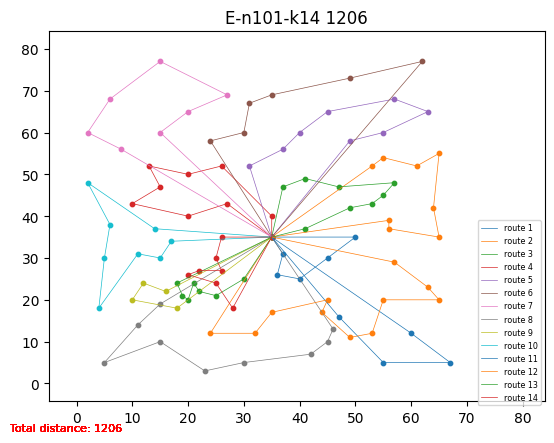 E-n101-k14 1206
80
70
60
50
40
30
20
10
0
0
10
20
30
40
50
60
70
80
route 1
route 2
route 3
route 4
route 5
route 6
route 7
route 8
route 9
route 10
route 11
route 12
route 13
route 14
Total distance: 1206